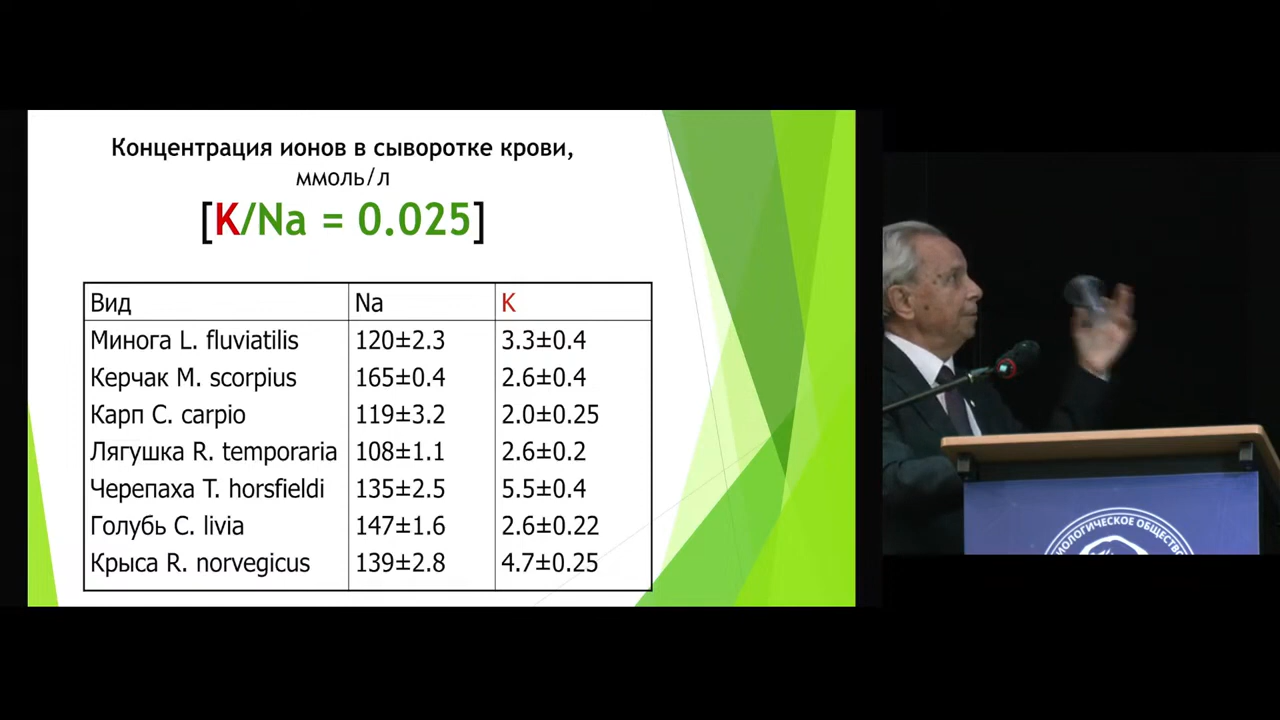 Концентрация ионов в сыворотке крови,
ммоль/л
[K/Na = 0.025]
Вид Na K
Минога L. fluviatilis 120±2.3 3.3±0.4
Керчак M. scorpius 165±0.4 2.6±0.4
Карп C. carpio 119±3.2 2.0±0.25
Лягушка R. temporaria 108±1.1 2.6±0.2
Черепаха T. horsfieldi 135±2.5 5.5±0.4
Голубь C. livia 147±1.6 2.6±0.22
Крыса R. norvegicus 139±2.8 4.7±0.25